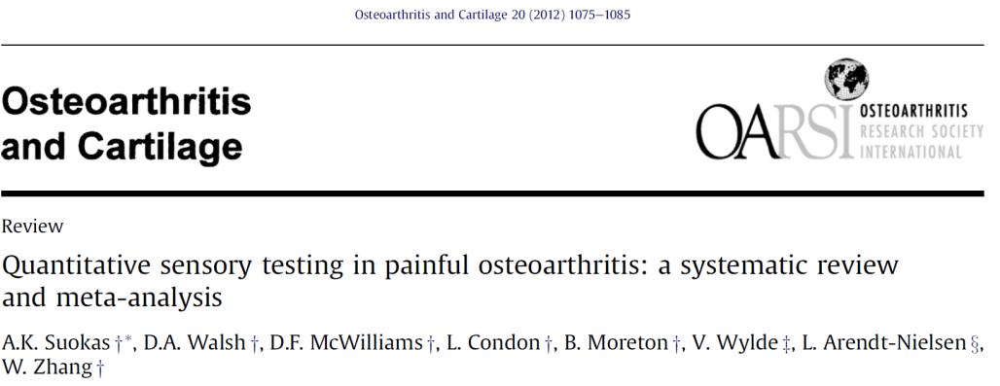 Osteoarthritis and Cartilage 20 (2012) 1075–1085
Osteoarthritis
and Cartilage
OARSI
OSTEOARTHRITIS
RESEARCH SOCIETY
INTERNATIONAL
Review
Quantitative sensory testing in painful osteoarthritis: a systematic review
and meta-analysis
A.K. Suokas †*, D.A. Walsh †, D.F. McWilliams †, L. Condon †, B. Moreton †, V. Wylde ‡, L. Arendt-Nielsen §,
W. Zhang †